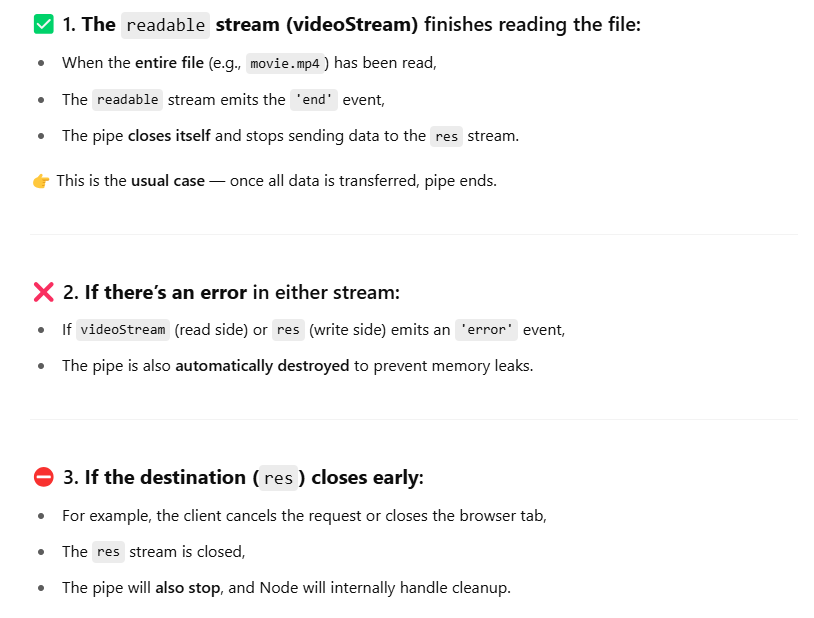 ✅ 1. The readable stream (videoStream) finishes reading the file:
• When the entire file (e.g., movie.mp4) has been read,
• The readable stream emits the 'end' event,
• The pipe closes itself and stops sending data to the res stream.
👉 This is the usual case — once all data is transferred, pipe ends.
❌ 2. If there’s an error in either stream:
• If videoStream (read side) or res (write side) emits an 'error' event,
• The pipe is also automatically destroyed to prevent memory leaks.
⛔ 3. If the destination (res) closes early:
• For example, the client cancels the request or closes the browser tab,
• The res stream is closed,
• The pipe will also stop, and Node will internally handle cleanup.